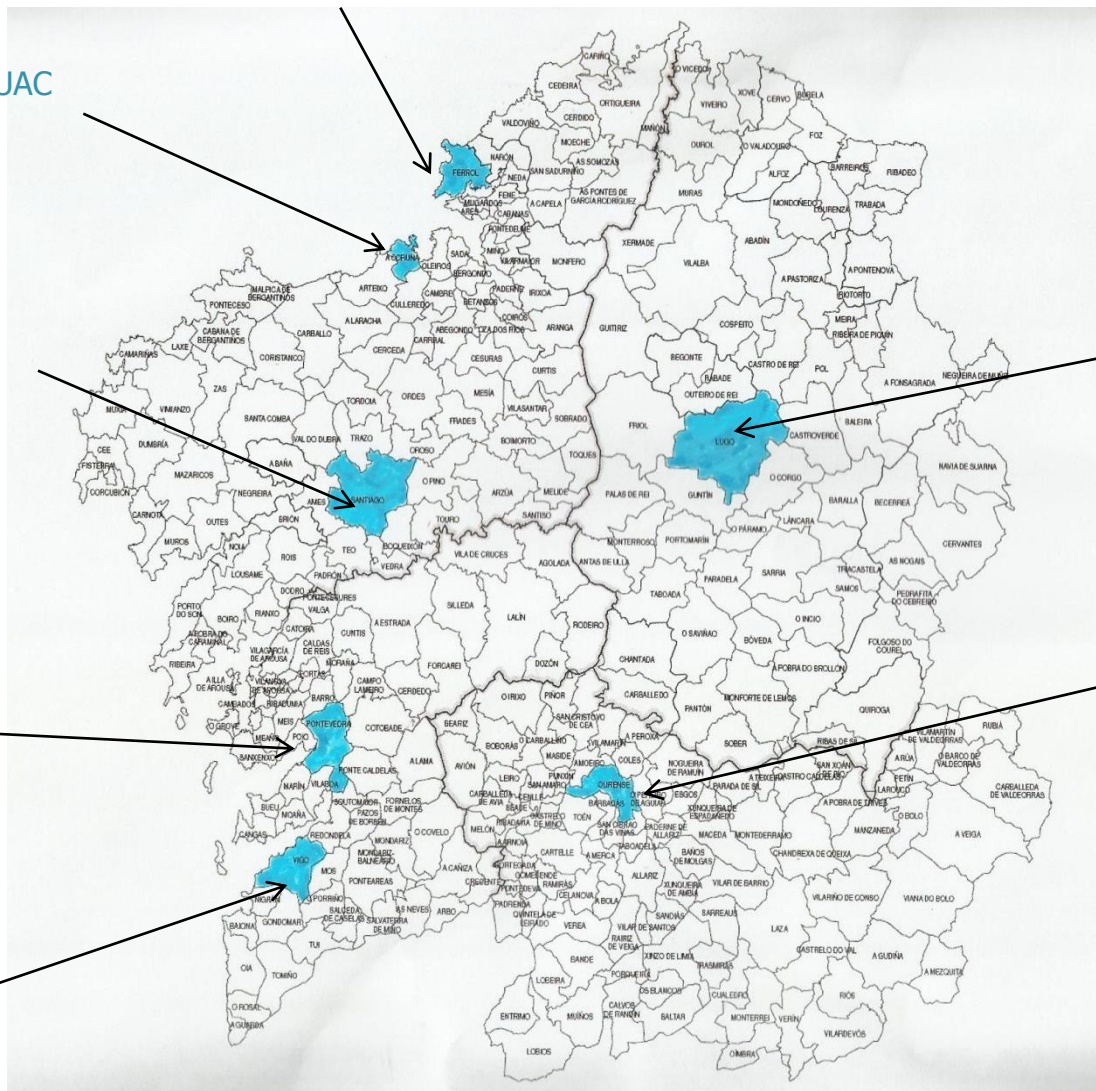 UAC
CARIÑO
O VICEDO
CEDEIRA
ORTIGUEIRA
VIVEIRO
XOVE
CERVO
BURELA
VALDOVIÑO
CERDIDO
MAÑÓN
FOZ
MOECHE
OUROL
O VALADOURO
FERROL
NARÓN
NEDA
SAN SADURNIÑO
AS SOMOZAS
ALFOZ
BARREIROS
RIBADEO
FENE
MUGARDOS
ARES
CABANAS
A CAPELA
AS PONTES DE
GARCÍA RODRÍGUEZ
MURAS
MONDOÑEDO
LOURENZA
TRABADA
PONTEDEUME
A CORUÑA
OLEIROS
SADA
MIÑO
VILARMAIOR
MONFERO
XERMADE
VILALBA
ABADÍN
A PASTORIZA
A PONTENOVA
BERGONDO
ARTEIXO
CULLEREDO
CAMBRE
BETANZOS
PADERNE
IRIXOA
RIOTORTO
MALPICA DE
BERGANTIÑOS
PONTECESO
A LARACHA
ABEGONDO
COIRÓS
OZA DOS RIOS
ARANGA
GUITIRIZ
COSPEITO
MEIRA
RIBEIRA DE PIQUÍN
CABANA DE
BERGANTIÑOS
LAXE
CARBALLO
CARRAL
CERCEDA
CAMARIÑAS
CORISTANCO
CESURAS
CURTIS
BEGONTE
RÁBADE
CASTRO DE REI
POL
A FONSAGRADA
NEGUEIRA DE MUÑIZ
ZAS
TORDOIA
ORDES
MESÍA
OUTEIRO DE REI
MUXÍA
VIMIANZO
SANTA COMBA
FRADES
VILASANTAR
SOBRADO
FRIOL
LUGO
CASTROVERDE
BALEIRA
CEE
DUMBRÍA
VAL DO DUBRA
TRAZO
OROSO
BOIMORTO
TOQUES
FISTERRA
CORCUBIÓN
MAZARICOS
A BAÑA
NEGREIRA
AMES
SANTIAGO
O PINO
ARZÚA
MELIDE
PALAS DE REI
GUNTÍN
O CORGO
BARALLA
BECERREÁ
NAVIA DE SUARNA
CARNOTA
OUTES
BRIÓN
TOURO
SANTISO
O PÁRAMO
LÁNCARA
MUROS
NOIA
ROIS
TEO
BOQUEIXÓN
VEDRA
VILA DE CRUCES
AGOLADA
MONTERROSO
ANTAS DE ULLA
PORTOMARÍN
CERVANTES
LOUSAME
PADRÓN
DODRO
PONTECESURES
PARADELA
SARRIA
TRIACASTELA
SAMOS
AS NOGAIS
PEDRAFITA
DO CEBREIRO
PORTO
DO SON
BOIRO
RIANXO
VALGA
CATOIRA
A ESTRADA
SILLEDA
LALÍN
TABOADA
O INCIO
A POBRA DO
CARAMIÑAL
VILAGARCÍA
DE AROUSA
CALDAS
DE REIS
CUNTIS
RODEIRO
O SAVIÑAO
BÓVEDA
FOLGOSO DO
COUREL
RIBEIRA
MORAÑA
PORTAS
FORCAREI
DOZÓN
CHANTADA
A POBRA DO BROLLÓN
A ILLA
DE AROUSA
VILANOVA
DE AROUSA
CAMBADOS
RIBADUMIA
BARRO
CAMPO
LAMEIRO
CERDEDO
O IRIXO
PIÑOR
CARBALLEDO
MONFORTE DE LEMOS
O GROVE
MEIS
MEAÑO
PONTEVEDRA
COTOBADE
BEARIZ
SAN CRISTOVO
DE CEA
PANTÓN
QUIROGA
SANXENXO
POIO
O CARBALLIÑO
VILAMARÍN
A PEROXA
SOBER
RIBAS DE SIL
VILAMARTÍN
DE VALDEORRAS
RUBIÁ
A LAMA
AVIÓN
BOBORÁS
MASIDE
AMOEIRO
COLES
NOGUEIRA
DE RAMUÍN
A RÚA
O BARCO DE
VALDEORRAS
PONTE CALDELAS
LEIRO
PUNXÍN
SAN AMARO
OURENSE
A TEIXEIRA
PARADA DE SIL
CASTRO CALDELAS
SAN XOÁN
DE RIO
PETÍN
LAROUCO
CARBALLEDA
DE VALDEORRAS
MARÍN
VILABOA
CARBALLEDA
DE AVIA
CENLLE
BARBADÁS
O PEREIRO
DE AGUIAR
ESGOS
XUNQUEIRA DE
ESPADAÑEDO
A POBRA DE TRIVES
O BOLO
BUEU
MOAÑA
SOUTOMAIOR
PAZOS
DE BORBÉN
FORNELOS
DE MONTES
BEADE
RIBADAVIA
CASTRELO
DE MIÑO
TOÉN
SAN CIBRAO
DAS VIÑAS
PADERNE DE
ALLARIZ
MACEDA
MONTEDERRAMO
MANZANEDA
A VEIGA
CANGAS
REDONDELA
MONDARIZ
O COVELO
MELÓN
A ARNOIA
CARTELLE
A MERCA
TABOADELA
BAÑOS
DE MOLGAS
CHANDREXA DE QUEIXA
VIGO
MOS
MONDARIZ-
BALNEARIO
PONTEAREAS
A CAÑIZA
CRECENTE
CORTEGADA
GOMESENDE
PONTEDEVA
RAMIRÁS
CELANOVA
ALLARIZ
XUNQUEIRA
DE AMBÍA
VILAR DE BARRIO
VILARIÑO DE CONSO
VIANA DO BOLO
NIGRÁN
O PORRIÑO
SALCEDA
DE CASELAS
AS NEVES
SALVATERRA
DE MIÑO
ARBO
PADRENDA
QUINTELA DE
LEIRADO
A BOLA
SANDIÁS
SARREAUS
BAIONA
GONDOMAR
VEREA
VILAR DE SANTOS
LAZA
TUI
RAIRIZ
DE VEIGA
XINZO DE LIMIA
CASTRELO DO VAL
A GUDIÑA
OIA
TOMIÑO
BANDE
PORQUEIRA
TRASMIRAS
A MEZQUITA
LOBEIRA
OS BLANCOS
CUALEDRO
RIÓS
O ROSAL
A GUARDA
ENTRIMO
MUIÑOS
CALVOS
DE RANDÍN
BALTAR
MONTERREI
VERÍN
VILARDEVÓS
LOBIOS
OÍMBRA